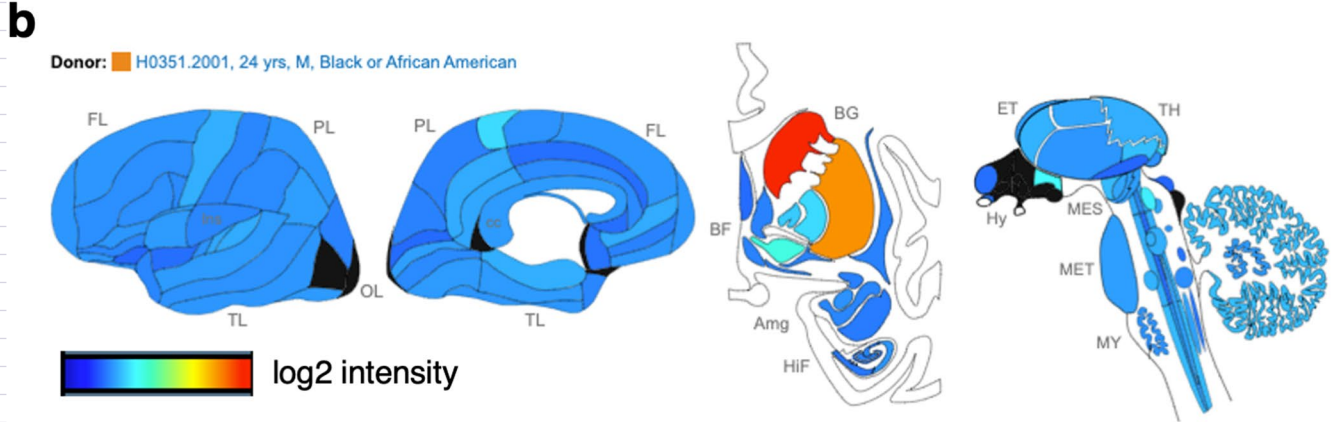 b
Donor: H0351.2001, 24 yrs, M, Black or African American
FL
PL
PL
FL
OL
TL
TL
cc
log2 intensity
BG
BF
Amg
HiF
ET
TH
Hy
MES
MET
MY